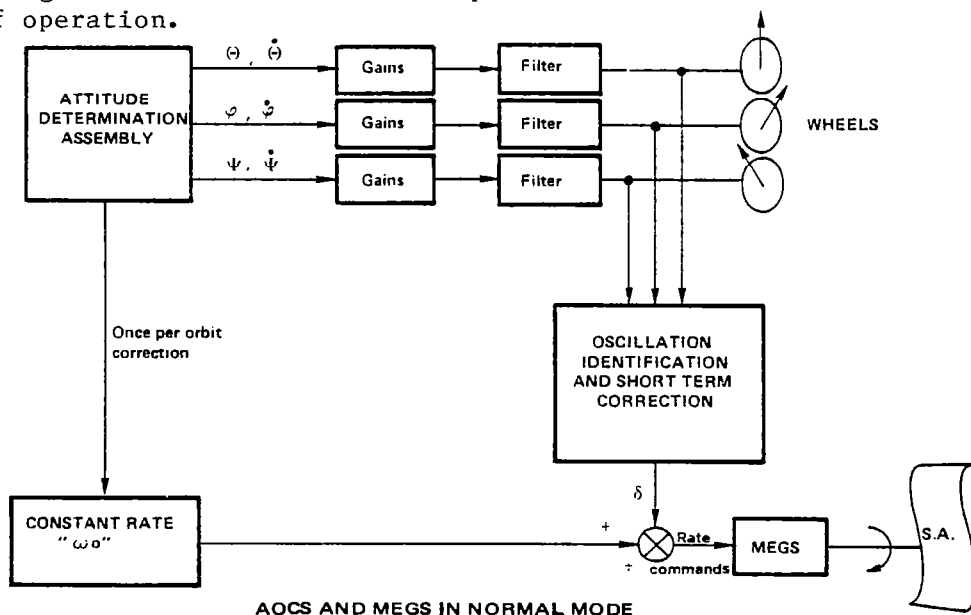 f operation.
ATTITUDE
DETERMINATION
ASSEMBLY
(-) , (-̇)
Gains
Filter
φ , φ̇
Gains
Filter
WHEELS
Ψ , Ψ̇
Gains
Filter
Once per orbit
correction
OSCILLATION
IDENTIFICATION
AND SHORT TERM
CORRECTION
δ
CONSTANT RATE
" ωo"
+
+
Rate
commands
MEGS
S.A.
AOCS AND MEGS IN NORMAL MODE